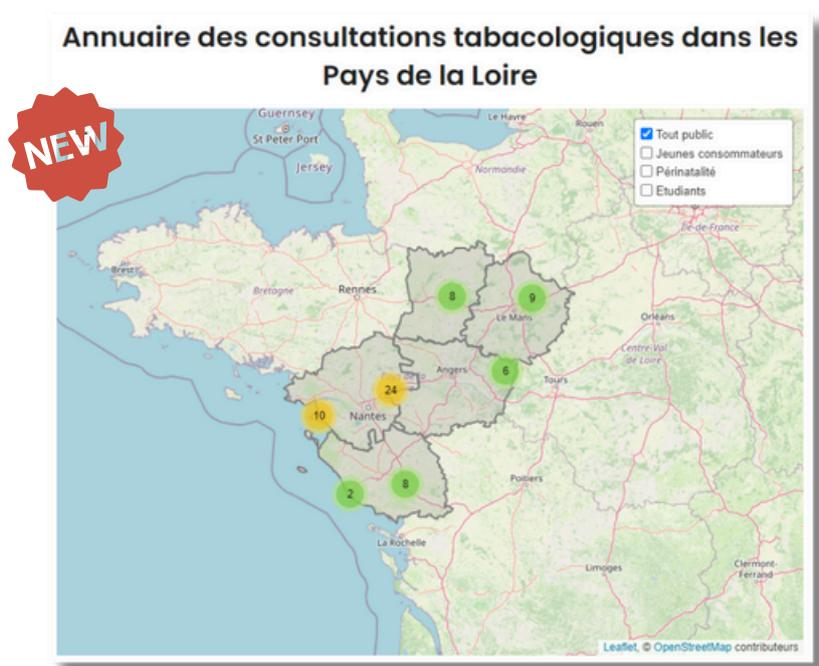 Annuaire des consultations tabacologiques dans les
Pays de la Loire
NEW
Guernsey
St Peter Port
Jersey
Le Havre
Rouen
Normandie
Tout public
Jeunes consommateurs
Périnatalité
Etudiants
Île-de-France
Brest
Bretagne
Rennes
8
9
Le Mans
Orléans
Centre-Val
de Loire
Angers
6
Tours
24
10
Nantes
Poitiers
8
2
La Rochelle
Limoges
Clermont-
Ferrand
Leaflet, © OpenStreetMap contributeurs